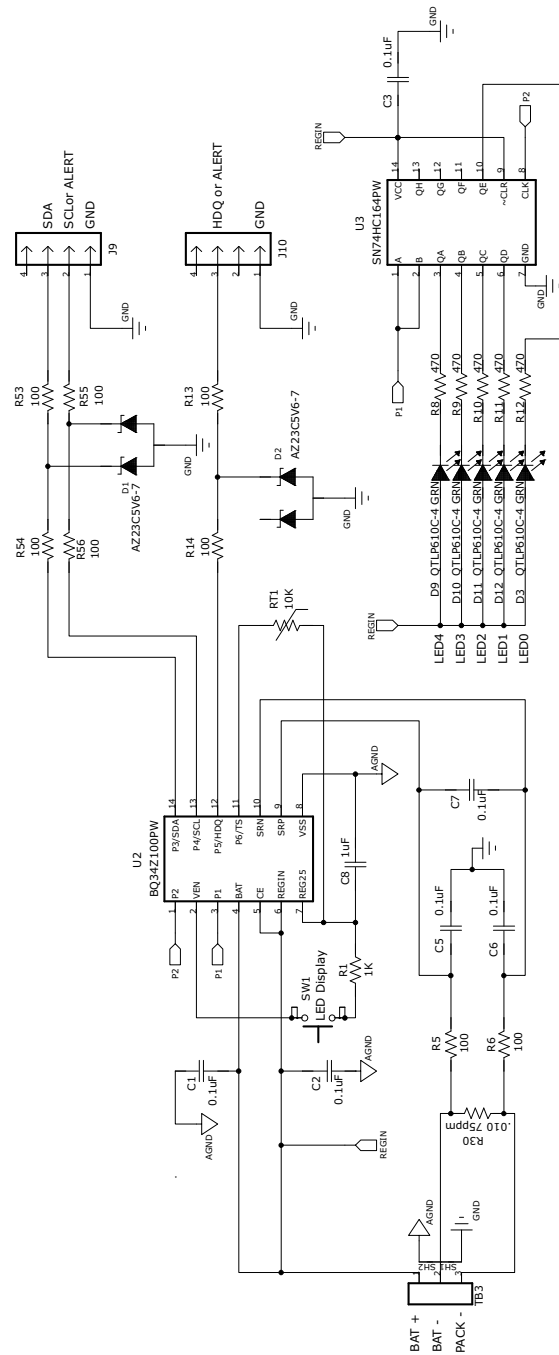 GND
0.1uF
C3
REGIN
P2
VCC 14
QH 13
QG 12
QF 11
QE 10
~CLR 9
CLK 8
U3
SN74HC164PW
1 A
2 B
3 QA
4 QB
5 QC
6 QD
7 GND
GND
P1
R8 470
R9 470
R10 470
R11 470
R12 470
D9 QTLP610C-4 GRN
D10 QTLP610C-4 GRN
D11 QTLP610C-4 GRN
D12 QTLP610C-4 GRN
D3 QTLP610C-4 GRN
REGIN
LED4
LED3
LED2
LED1
LED0
SDA
SCLor ALERT
GND
4
3
2
1
J9
GND
HDQ or ALERT
GND
4
3
2
1
J10
GND
R53
100
R55
100
D1
AZ23C5V6-7
GND
R54
100
R56
100
R13
100
D2
AZ23C5V6-7
GND
R14
100
RT1
10K
U2
BQ34Z100PW
1 P2
2 VEN
3 P1
4 BAT
5 CE
6 REGIN
7 REG25
P3/SDA 14
P4/SCL 13
P5/HDQ 12
P6/TS 11
SRN 10
SRP 9
VSS 8
P2
P1
AGND
C8 1uF
R1
1K
SW1
LED Display
C1
0.1uF
AGND
C2
0.1uF
AGND
REGIN
C7
0.1uF
C5
0.1uF
C6
0.1uF
R5
100
R6
100
R30
.010 75ppm
AGND
GND
SH2
SH1
1
2
3
TB3
BAT +
BAT -
PACK -